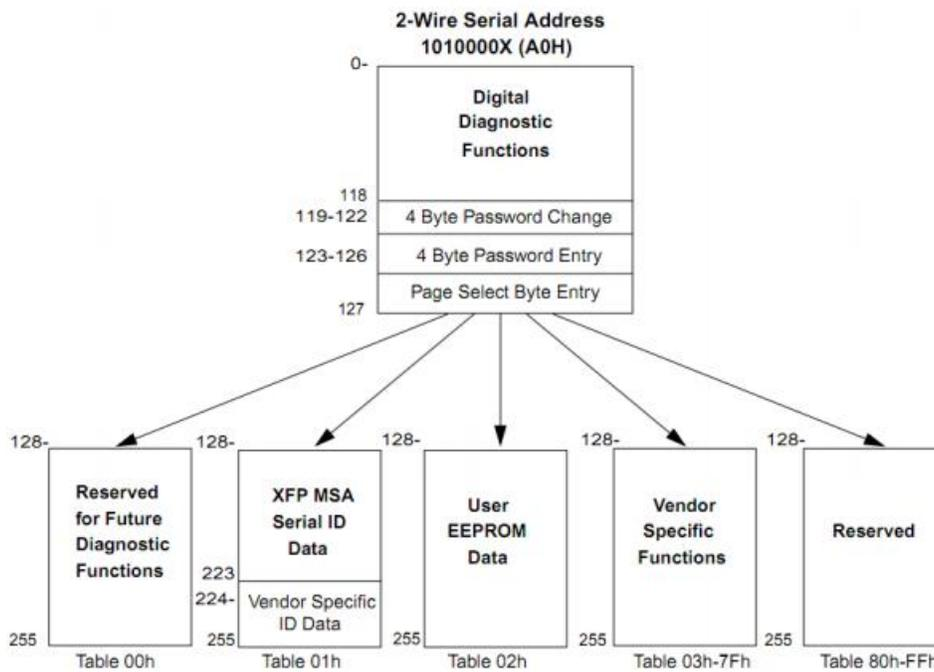 2-Wire Serial Address
1010000X (A0H)
0-
Digital
Diagnostic
Functions
118
119-122
4 Byte Password Change
123-126
4 Byte Password Entry
Page Select Byte Entry
127
128-
128-
128-
128-
128-
Reserved
for Future
Diagnostic
Functions
255
Table 00h
XFP MSA
Serial ID
Data
223
224-
Vendor Specific
ID Data
255
Table 01h
User
EEPROM
Data
255
Table 02h
Vendor
Specific
Functions
255
Table 03h-7Fh
Reserved
255
Table 80h-FFh